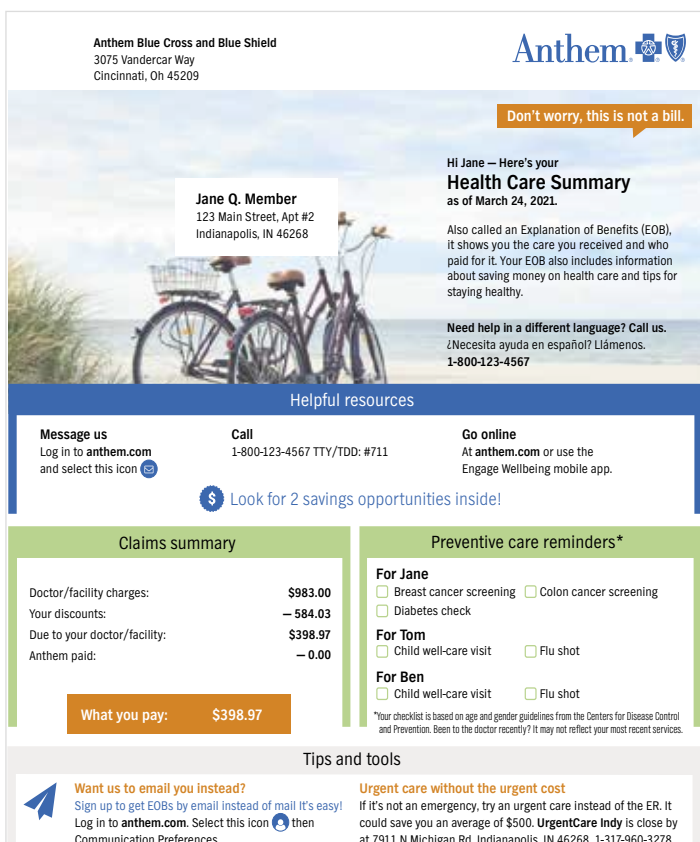 Anthem Blue Cross and Blue Shield
3075 Vandercar Way
Cincinnati, Oh 45209
Anthem
Don't worry, this is not a bill.
Jane Q. Member
123 Main Street, Apt #2
Indianapolis, IN 46268
Hi Jane — Here's your
Health Care Summary
as of March 24, 2021.
Also called an Explanation of Benefits (EOB),
it shows you the care you received and who
paid for it. Your EOB also includes information
about saving money on health care and tips for
staying healthy.
Need help in a different language? Call us.
¿Necesita ayuda en español? Llámenos.
1-800-123-4567
Helpful resources
Message us
Log in to anthem.com
and select this icon
Call
1-800-123-4567 TTY/TDD: #711
Go online
At anthem.com or use the
Engage Wellbeing mobile app.
$ Look for 2 savings opportunities inside!
Claims summary
Doctor/facility charges: $983.00
Your discounts: — 584.03
Due to your doctor/facility: $398.97
Anthem paid: — 0.00
What you pay: $398.97
Preventive care reminders*
For Jane
Breast cancer screening Colon cancer screening
Diabetes check
For Tom
Child well-care visit Flu shot
For Ben
Child well-care visit Flu shot
*Your checklist is based on age and gender guidelines from the Centers for Disease Control
and Prevention. Been to the doctor recently? It may not reflect your most recent services.
Tips and tools
Want us to email you instead?
Sign up to get EOBs by email instead of mail It's easy!
Log in to anthem.com. Select this icon then
Communication Preferences
Urgent care without the urgent cost
If it's not an emergency, try an urgent care instead of the ER. It
could save you an average of $500. UrgentCare Indy is close by
at 7911 N Michigan Rd, Indianapolis, IN 46268, 1-317-960-3278